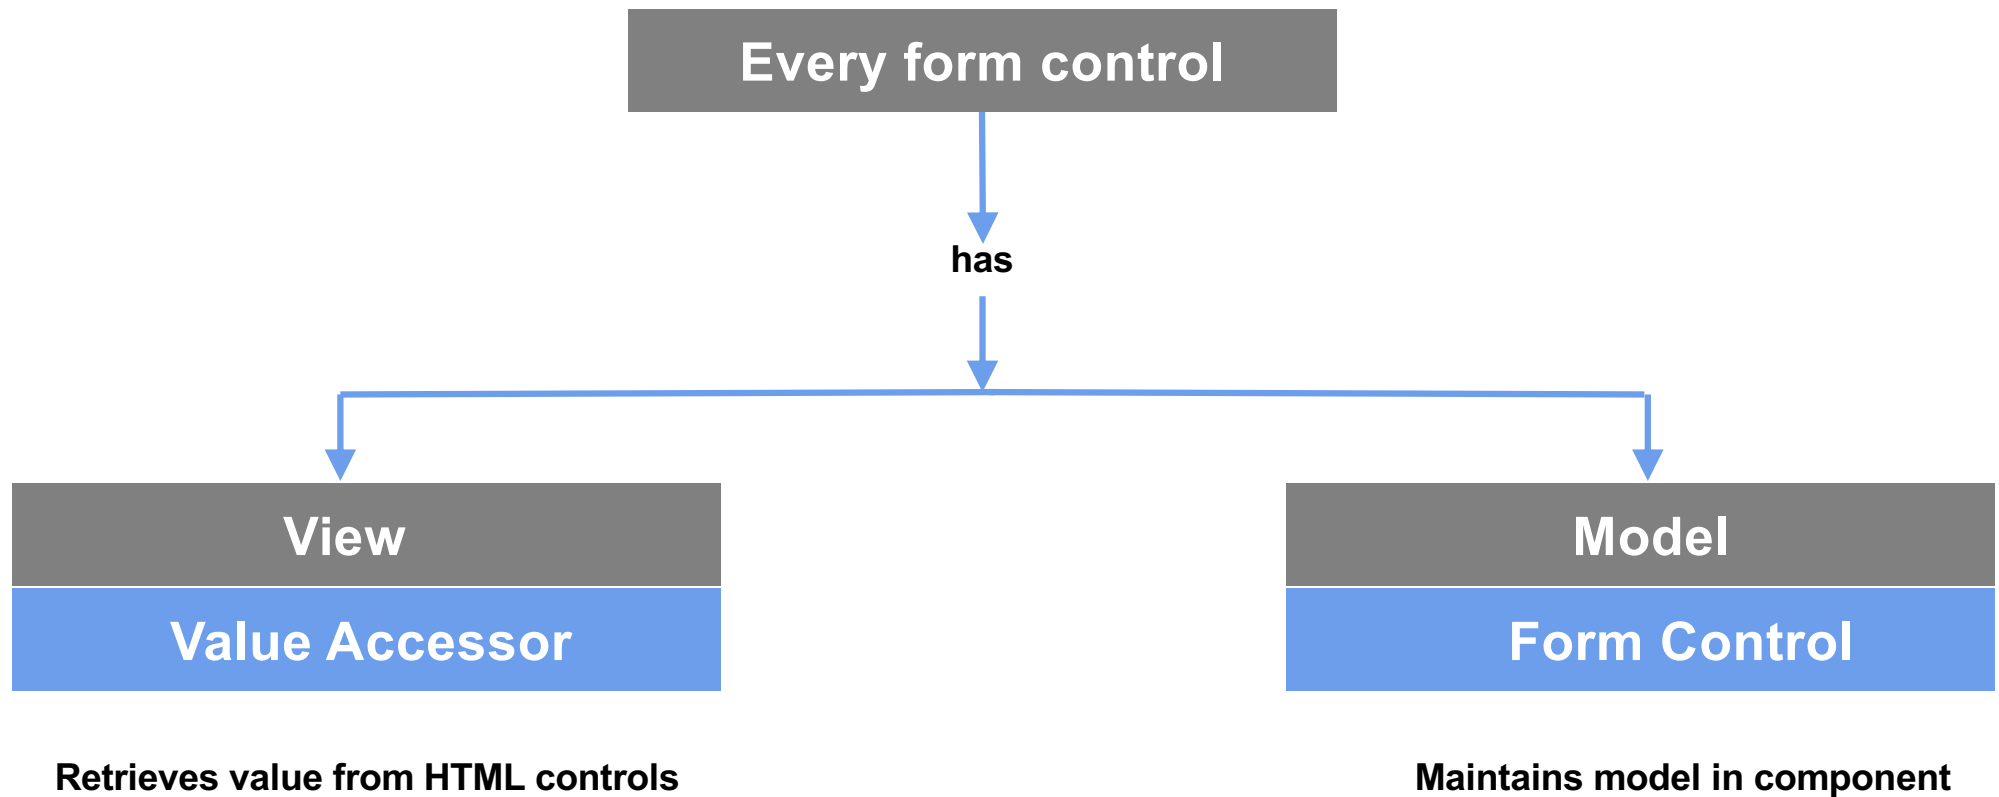 Every form control
has
View
Model
Value Accessor
Form Control
Retrieves value from HTML controls
Maintains model in component